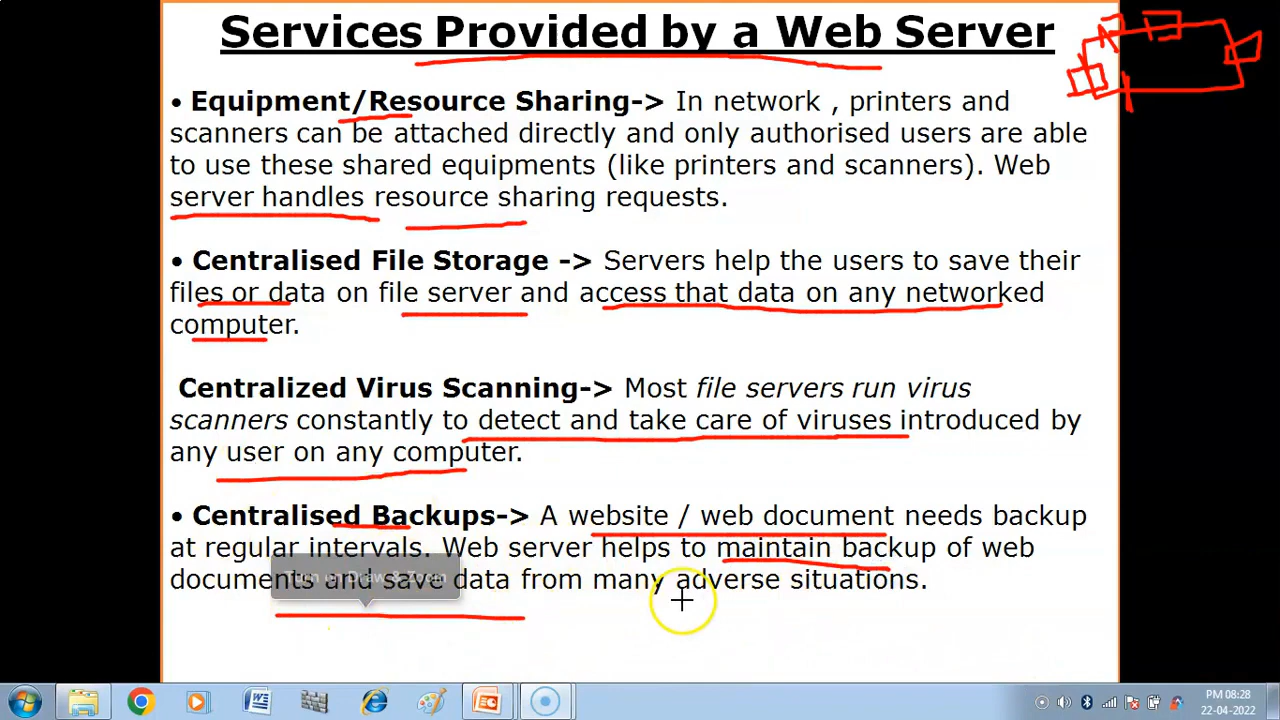 Services Provided by a Web Server
• Equipment/Resource Sharing-> In network , printers and
scanners can be attached directly and only authorised users are able
to use these shared equipments (like printers and scanners). Web
server handles resource sharing requests.
• Centralised File Storage -> Servers help the users to save their
files or data on file server and access that data on any networked
computer.
Centralized Virus Scanning-> Most file servers run virus
scanners constantly to detect and take care of viruses introduced by
any user on any computer.
• Centralised Backups-> A website / web document needs backup
at regular intervals. Web server helps to maintain backup of web
documents and save data from many adverse situations.
Turn on Draw & Zoom
PM 08:28
22-04-2022